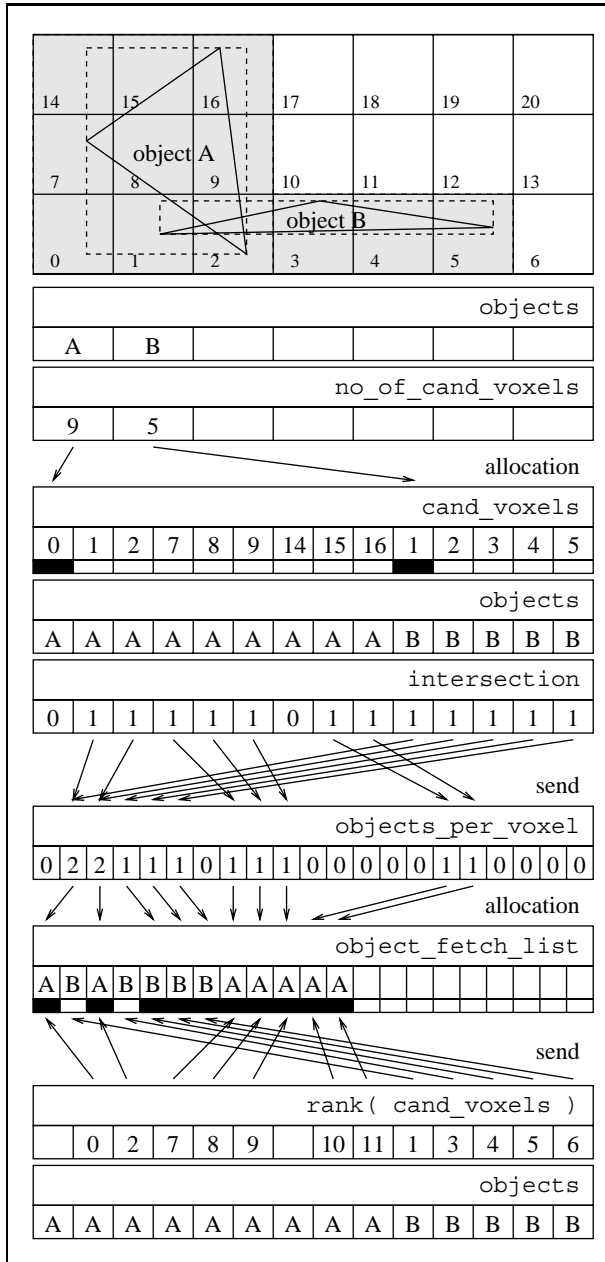 14 15 16 17 18 19 20
object A
7 8 9 10 11 12 13
object B
0 1 2 3 4 5 6
objects
A B
no_of_cand_voxels
9 5
allocation
cand_voxels
0 1 2 7 8 9 14 15 16 1 2 3 4 5
objects
A A A A A A A A A B B B B B
intersection
0 1 1 1 1 1 0 1 1 1 1 1 1 1
send
objects_per_voxel
0 2 2 1 1 1 0 1 1 1 0 0 0 0 0 1 1 0 0 0 0
allocation
object_fetch_list
A B A B B B B A A A A A
send
rank( cand_voxels )
0 2 7 8 9 10 11 1 3 4 5 6
objects
A A A A A A A A A B B B B B